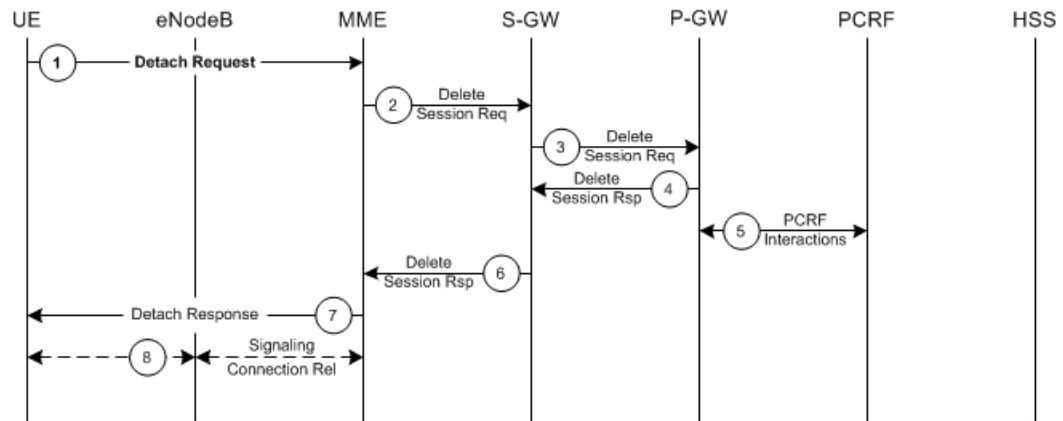 UE eNodeB MME S-GW P-GW PCRF HSS
1 Detach Request
2 Delete
Session Req
3 Delete
Session Req
Delete 4
Session Rsp
5 PCRF
Interactions
Delete 6
Session Rsp
Detach Response 7
8 Signaling
Connection Rel